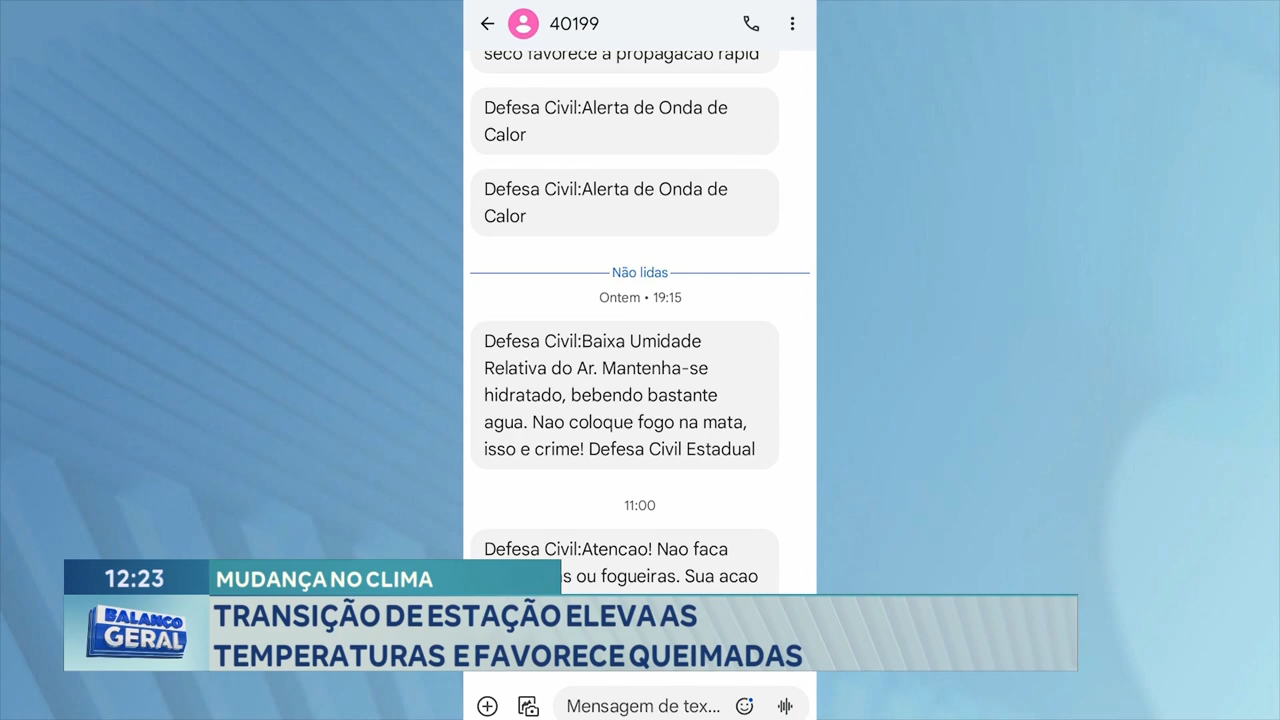 40199
seco favorece a propagacao rapid
Defesa Civil:Alerta de Onda de
Calor
Defesa Civil:Alerta de Onda de
Calor
Não lidas
Ontem • 19:15
Defesa Civil:Baixa Umidade
Relativa do Ar. Mantenha-se
hidratado, bebendo bastante
agua. Nao coloque fogo na mata,
isso e crime! Defesa Civil Estadual
11:00
Defesa Civil:Atencao! Nao faca
s ou fogueiras. Sua acao
12:23
MUDANÇA NO CLIMA
BALANÇO
GERAL
TRANSIÇÃO DE ESTAÇÃO ELEVA AS
TEMPERATURAS E FAVORECE QUEIMADAS
Mensagem de tex...